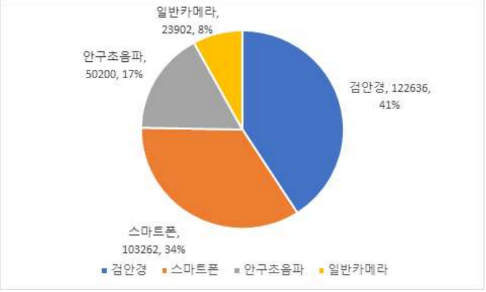 일반카메라,
23902, 8%
안구초음파,
50200, 17%
검안경, 122636,
41%
스마트폰,
103262, 34%
검안경 스마트폰 안구초음파 일반카메라